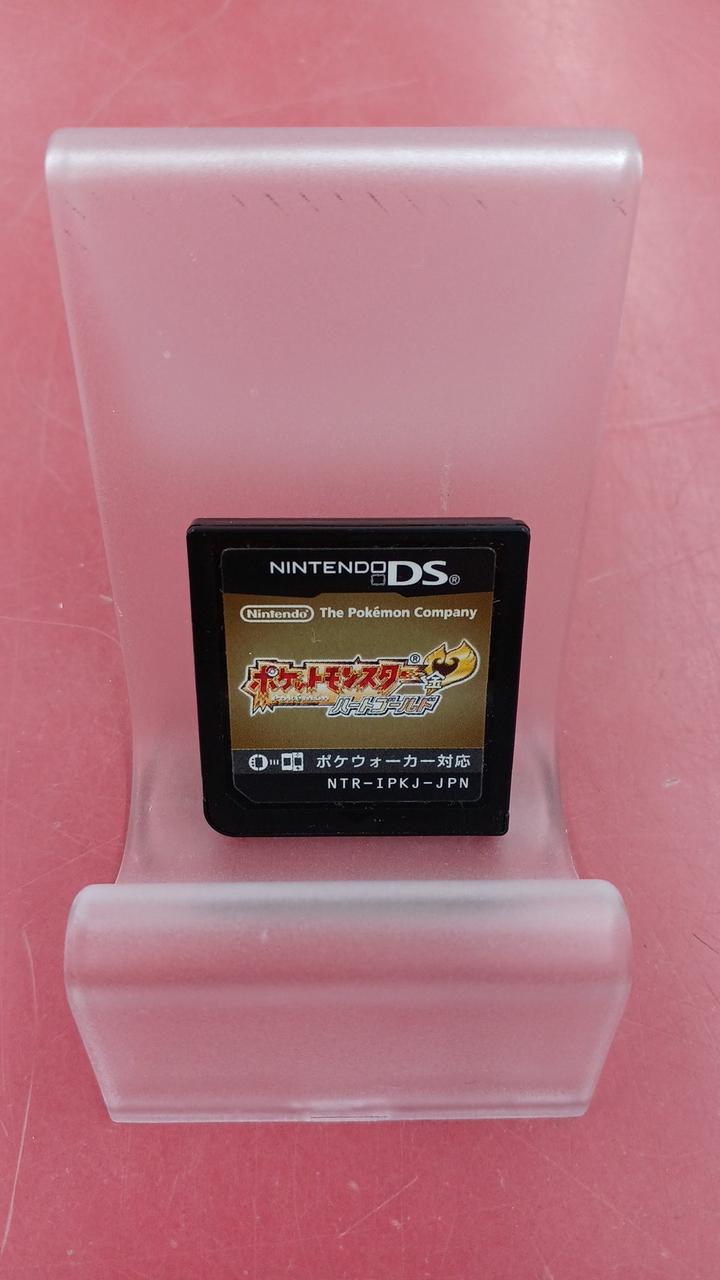 NINTENDO DS®
Nintendo® The Pokémon Company
ポケットモンスター®
金
ハートゴールド
ポケウォーカー対応
NTR-IPKJ-JPN